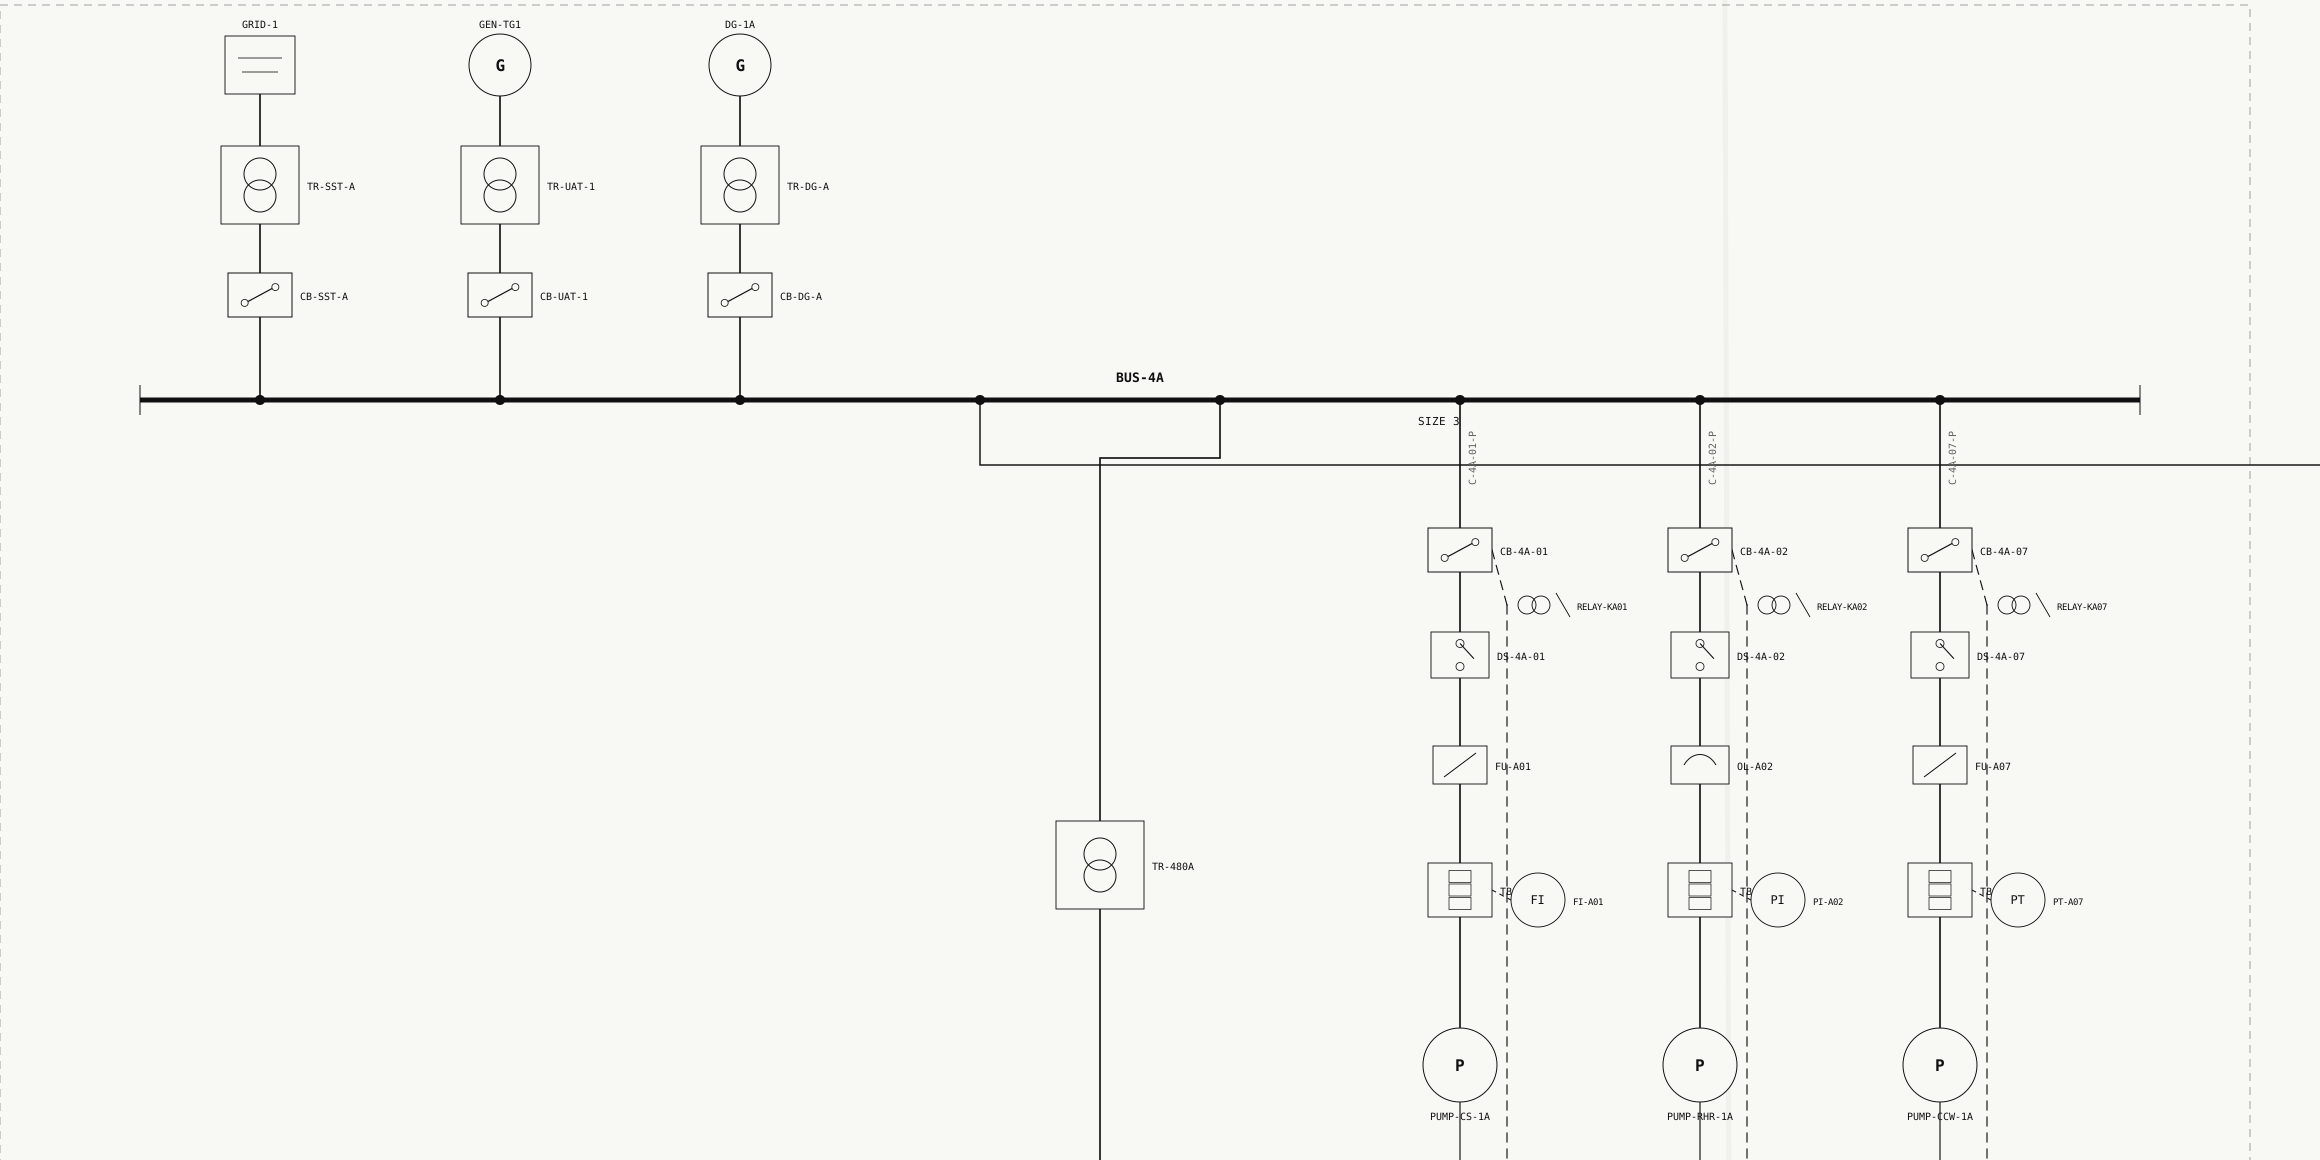 GRID-1
GEN-TG1
DG-1A
G
G
TR-SST-A
TR-UAT-1
TR-DG-A
CB-SST-A
CB-UAT-1
CB-DG-A
BUS-4A
SIZE 3
C-4A-01-P
C-4A-02-P
C-4A-07-P
CB-4A-01
CB-4A-02
CB-4A-07
RELAY-KA01
RELAY-KA02
RELAY-KA07
DS-4A-01
DS-4A-02
DS-4A-07
FU-A01
OL-A02
FU-A07
TR-480A
FI
FI-A01
PI
PI-A02
PT
PT-A07
P
P
P
PUMP-CS-1A
PUMP-RHR-1A
PUMP-CCW-1A